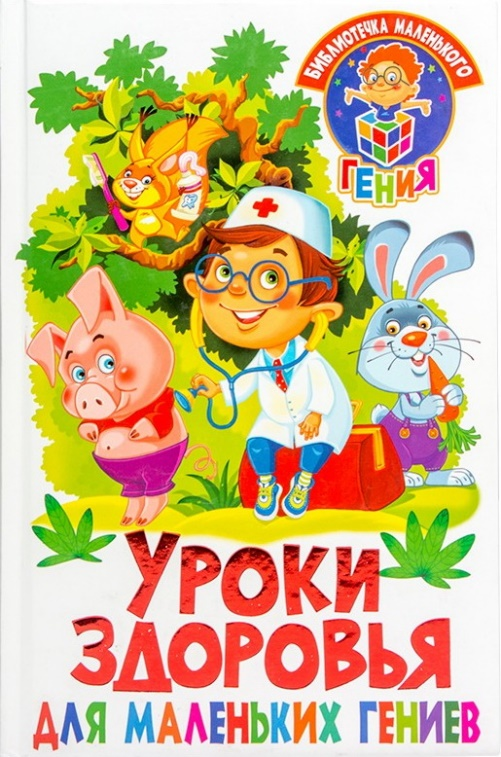 БИБЛИОТЕЧКА МАЛЕНЬКОГО
ГЕНИЯ
УРОКИ
ЗДОРОВЬЯ
ДЛЯ МАЛЕНЬКИХ ГЕНИЕВ